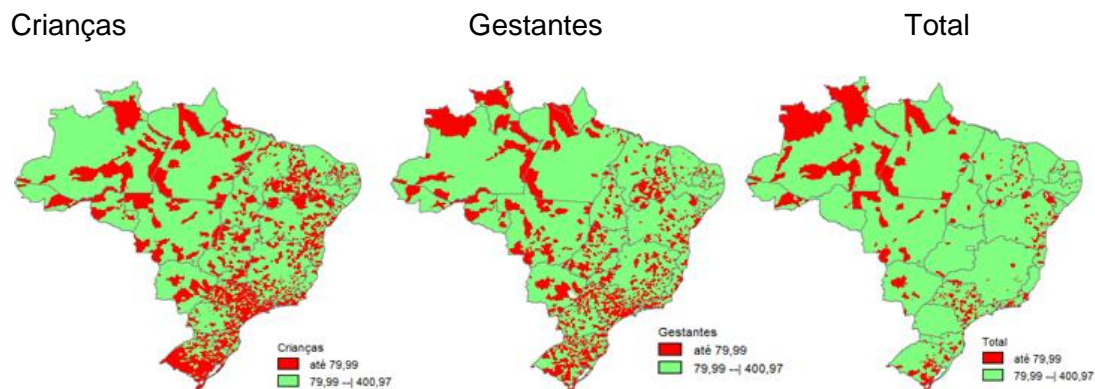 Crianças
Gestantes
Total
Crianças
até 79,99
79,99 --| 400,97
Gestantes
até 79,99
79,99 --| 400,97
Total
até 79,99
79,99 --| 400,97